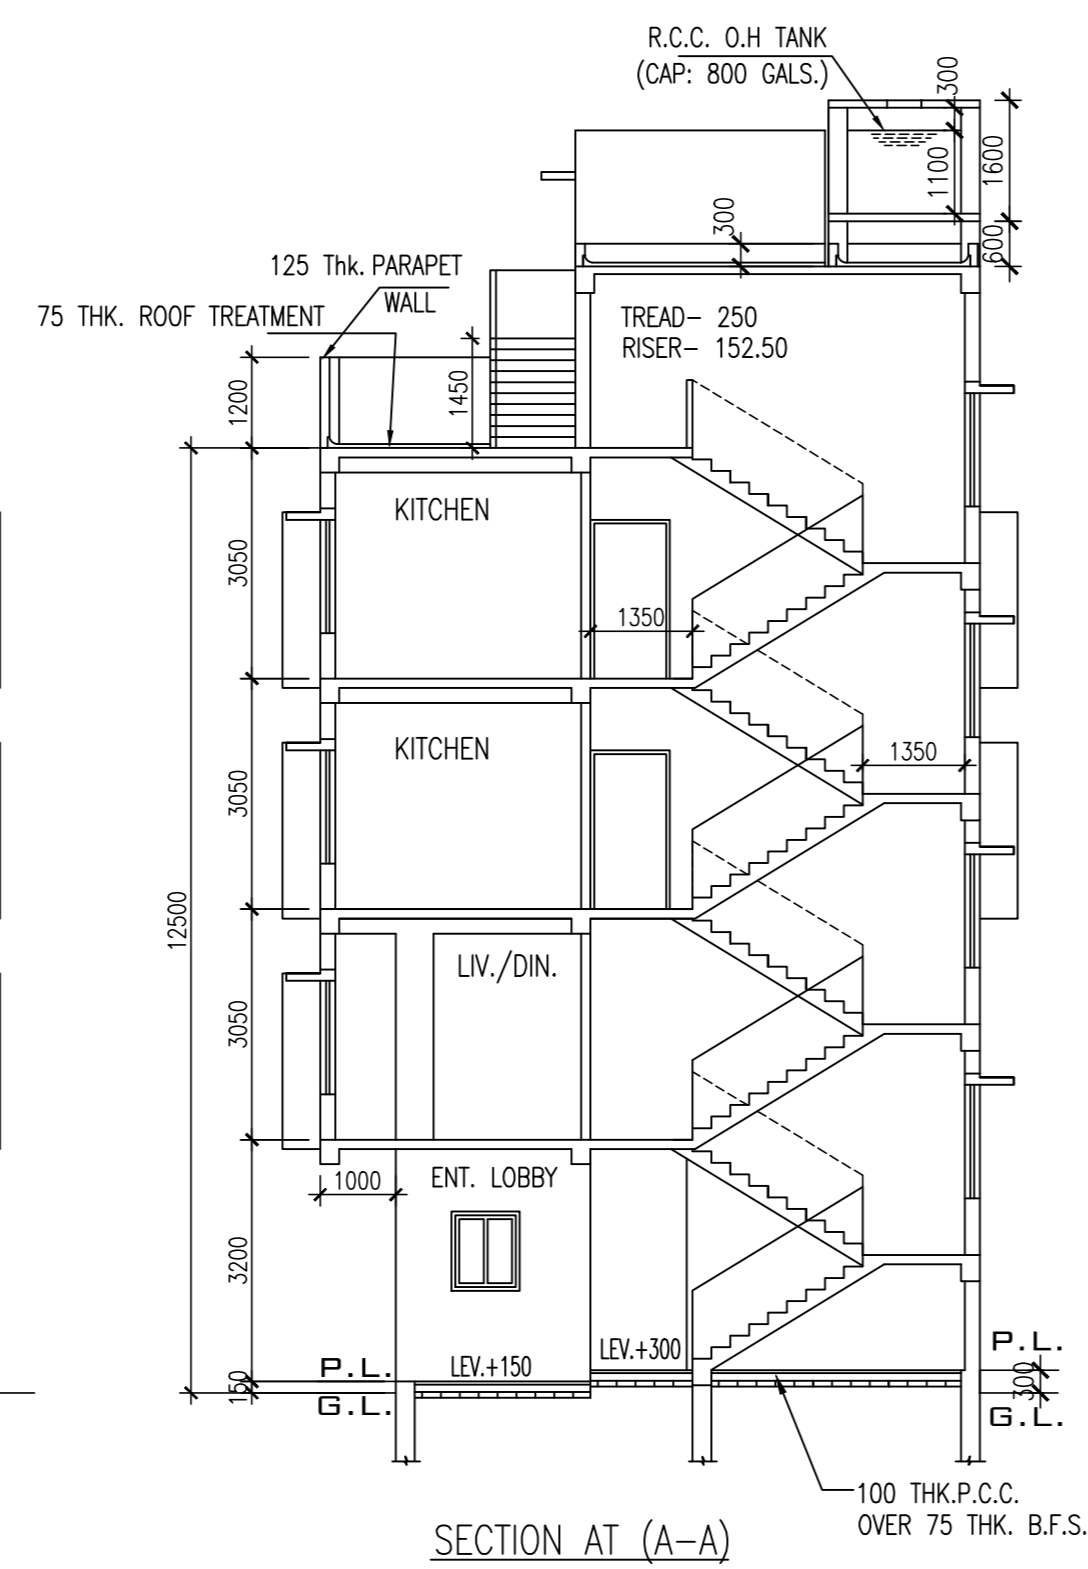 R.C.C. O.H TANK
(CAP: 800 GALS.)
300
1100
1600
600
300
125 Thk. PARAPET
WALL
75 THK. ROOF TREATMENT
TREAD- 250
RISER- 152.50
1200
1450
KITCHEN
3050
1350
KITCHEN
3050
1350
12500
LIV./DIN.
3050
1000
ENT. LOBBY
3200
LEV.+300
LEV.+150
P.L.
P.L.
150
300
G.L.
G.L.
100 THK.P.C.C.
OVER 75 THK. B.F.S.
SECTION AT (A-A)